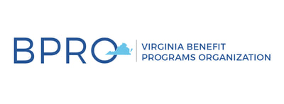 BPRO
VIRGINIA BENEFIT
PROGRAMS ORGANIZATION